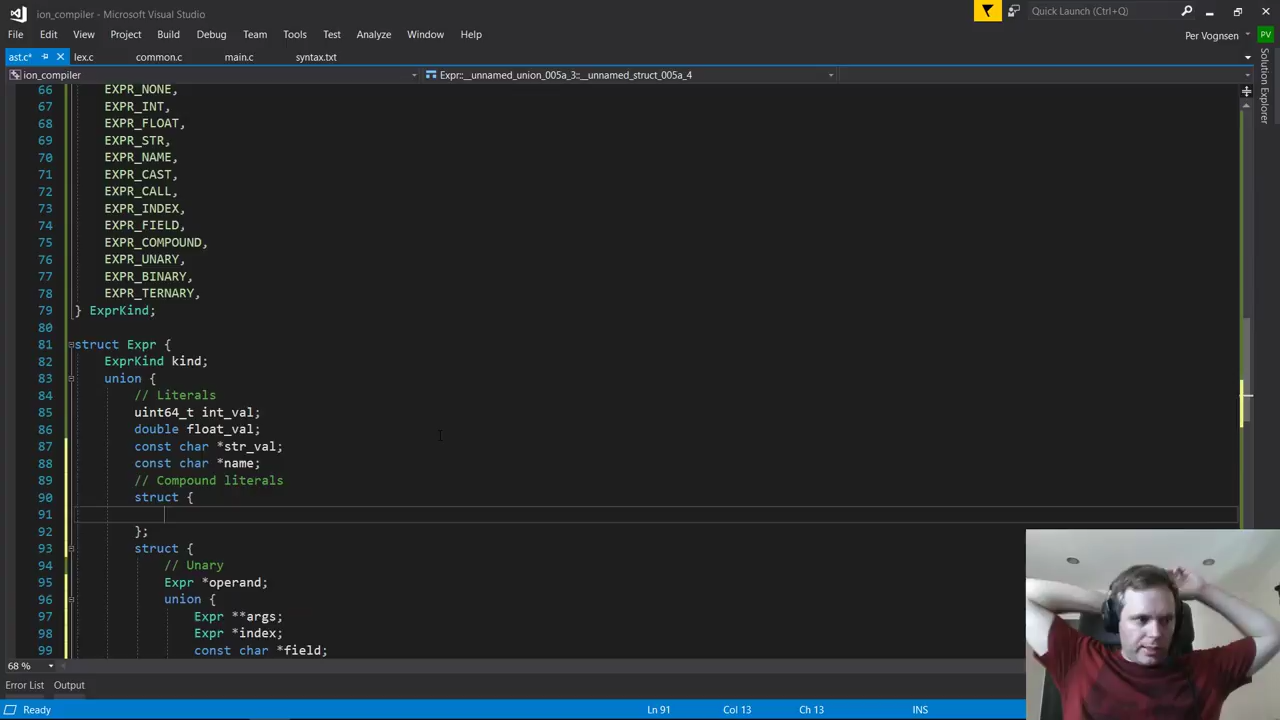 ion_compiler - Microsoft Visual Studio
Quick Launch (Ctrl+Q)
File Edit View Project Build Debug Team Tools Test Analyze Window Help
Per Vognsen PV
ast.c* lex.c common.c main.c syntax.txt
ion_compiler Expr::__unnamed_union_005a_3::__unnamed_struct_005a_4
Solution Explorer
66 EXPR_NONE,
67 EXPR_INT,
68 EXPR_FLOAT,
69 EXPR_STR,
70 EXPR_NAME,
71 EXPR_CAST,
72 EXPR_CALL,
73 EXPR_INDEX,
74 EXPR_FIELD,
75 EXPR_COMPOUND,
76 EXPR_UNARY,
77 EXPR_BINARY,
78 EXPR_TERNARY,
79 } ExprKind;
80
81 struct Expr {
82 ExprKind kind;
83 union {
84 // Literals
85 uint64_t int_val;
86 double float_val;
87 const char *str_val;
88 const char *name;
89 // Compound literals
90 struct {
91
92 };
93 struct {
94 // Unary
95 Expr *operand;
96 union {
97 Expr **args;
98 Expr *index;
99 const char *field;
68 %
Error List Output
Ready Ln 91 Col 13 Ch 13 INS